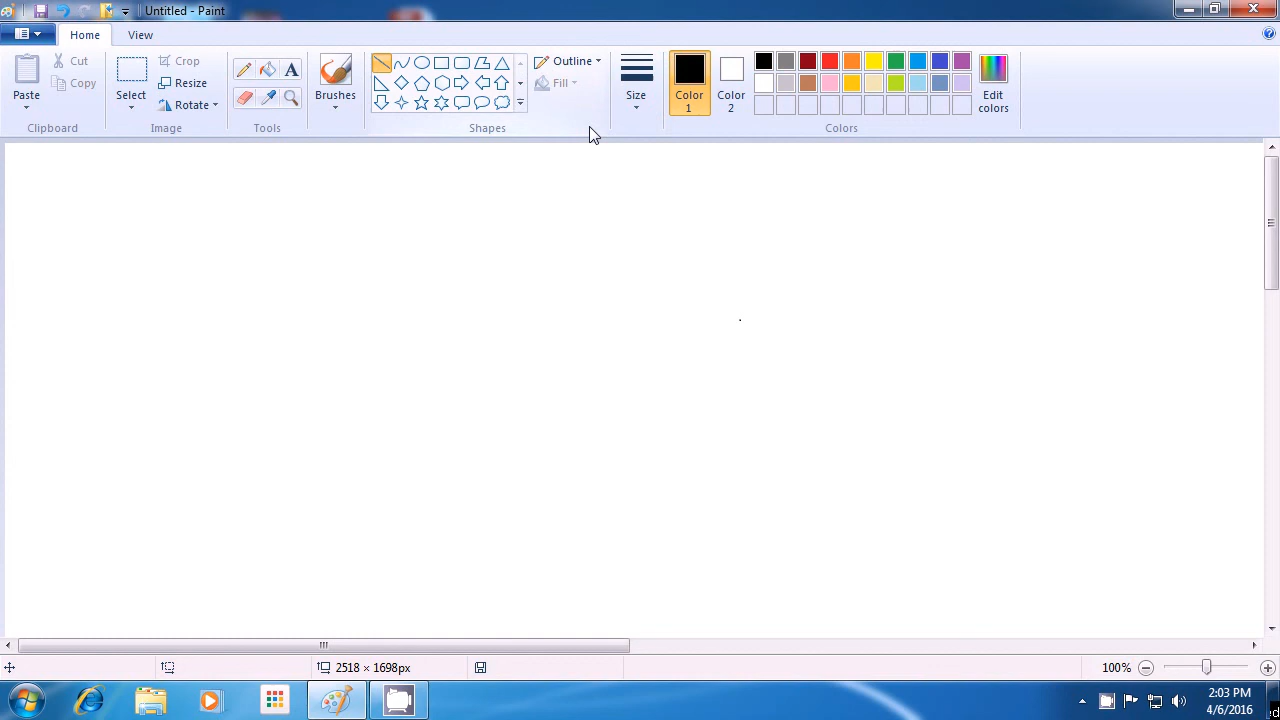 Untitled - Paint
Home
View
Paste
Cut
Copy
Clipboard
Select
Crop
Resize
Rotate
Image
A
Tools
Brushes
Shapes
Outline
Fill
Size
Color
1
Color
2
Edit
colors
Colors
2518 × 1698px
100%
2:03 PM
4/6/2016